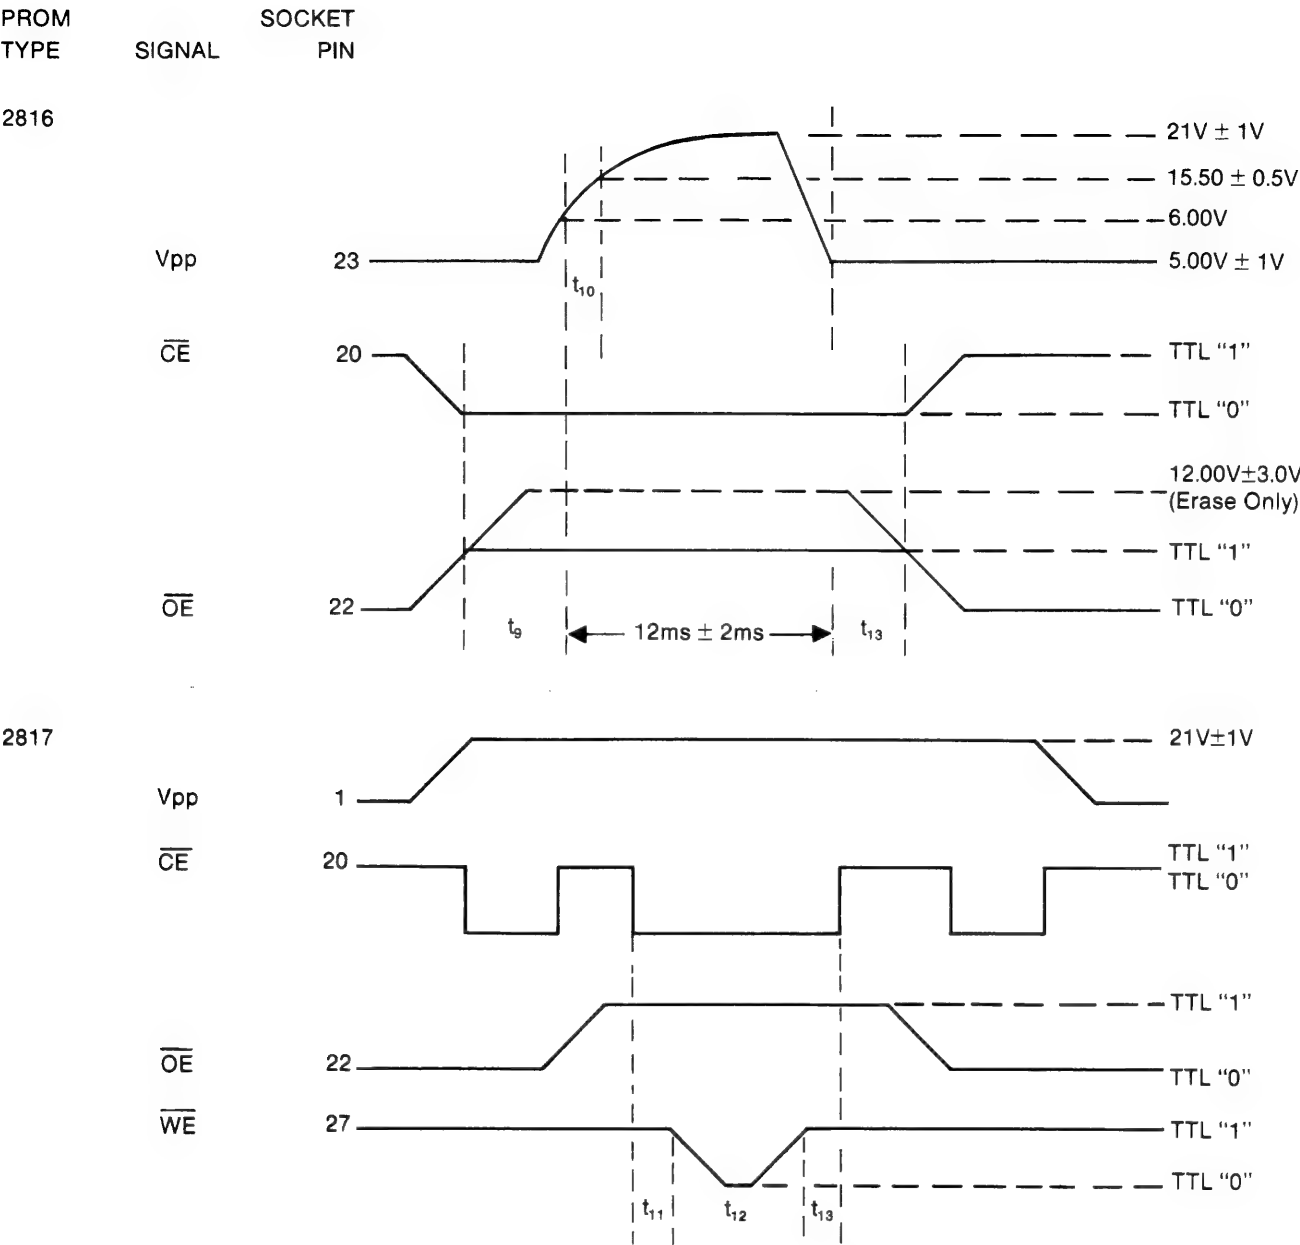 PROM SOCKET
TYPE SIGNAL PIN
2816
21V ± 1V
15.50 ± 0.5V
6.00V
Vpp 23 5.00V ± 1V
t10
CE 20 TTL “1”
TTL “0”
12.00V±3.0V
(Erase Only)
TTL “1”
OE 22 TTL “0”
t9 12ms ± 2ms t13
2817 21V±1V
Vpp 1
CE 20 TTL “1”
TTL “0”
TTL “1”
OE 22 TTL “0”
WE 27 TTL “1”
TTL “0”
t11 t12 t13